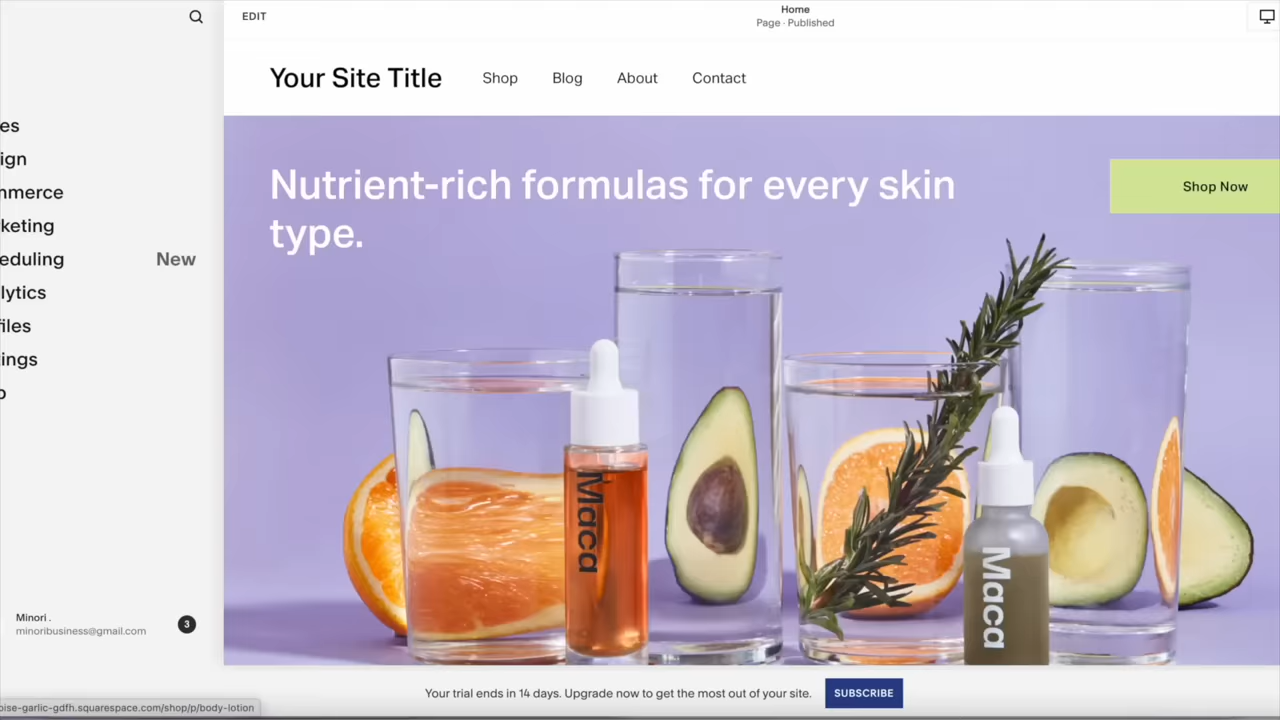 EDIT
Home
Page · Published
Your Site Title
Shop
Blog
About
Contact
es
ign
nmerce
keting
eduling
New
lytics
files
ings
Nutrient-rich formulas for every skin
type.
Shop Now
Maca
Maca
Minori .
minoribusiness@gmail.com
3
Your trial ends in 14 days. Upgrade now to get the most out of your site.
SUBSCRIBE
oise-garlic-gdfh.squarespace.com/shop/p/body-lotion